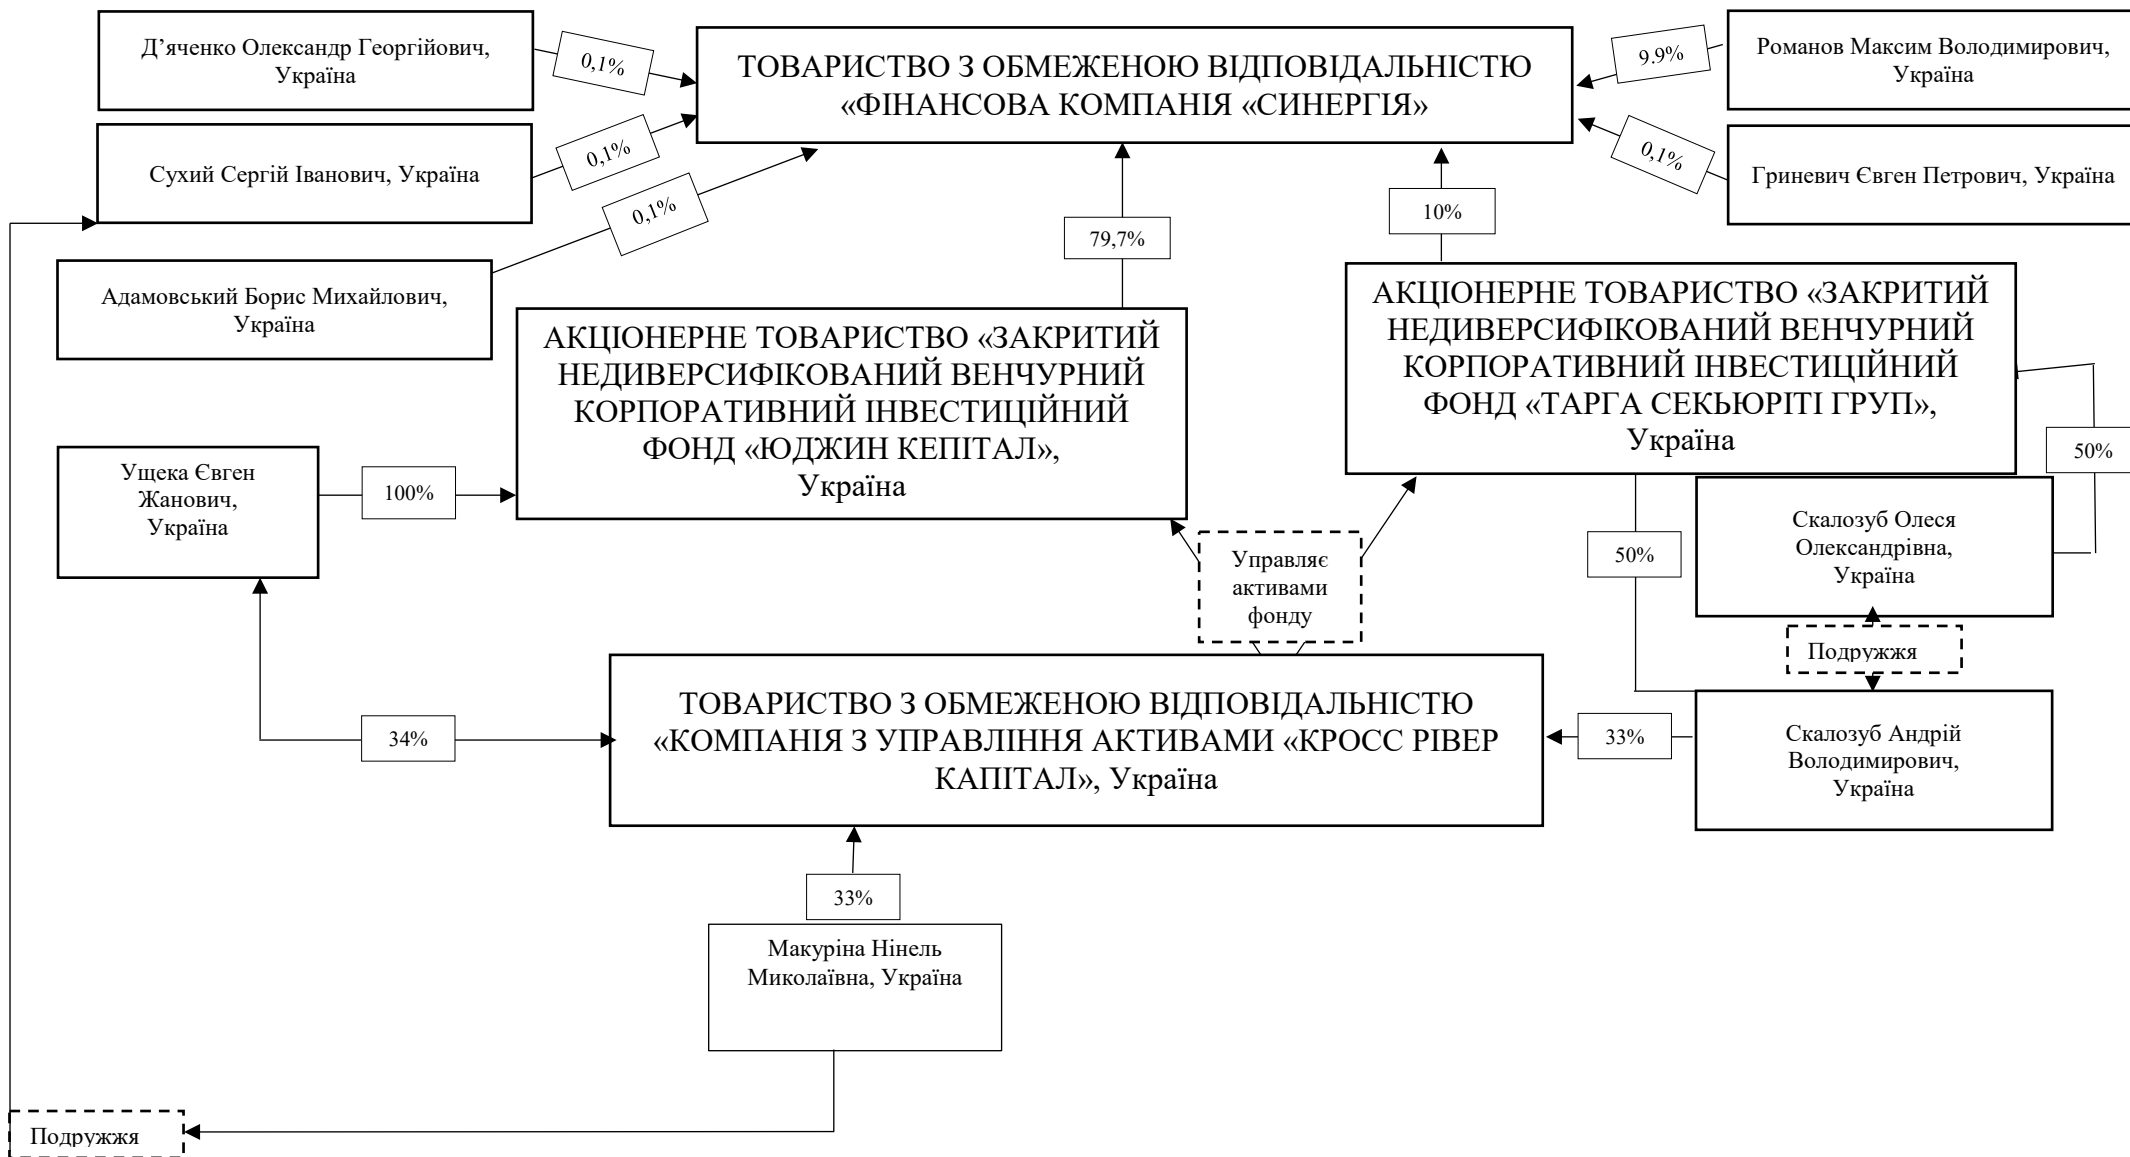 Д’яченко Олександр Георгійович,
Україна
0,1%
ТОВАРИСТВО З ОБМЕЖЕНОЮ ВІДПОВІДАЛЬНІСТЮ
«ФІНАНСОВА КОМПАНІЯ «СИНЕРГІЯ»
9.9%
Романов Максим Володимирович,
Україна
Сухий Сергій Іванович, Україна
0,1%
0,1%
Гриневич Євген Петрович, Україна
0,1%
79,7%
10%
Адамовський Борис Михайлович,
Україна
АКЦІОНЕРНЕ ТОВАРИСТВО «ЗАКРИТИЙ
НЕДИВЕРСИФІКОВАНИЙ ВЕНЧУРНИЙ
КОРПОРАТИВНИЙ ІНВЕСТИЦІЙНИЙ
ФОНД «ЮДЖИН КЕПІТАЛ»,
Україна
АКЦІОНЕРНЕ ТОВАРИСТВО «ЗАКРИТИЙ
НЕДИВЕРСИФІКОВАНИЙ ВЕНЧУРНИЙ
КОРПОРАТИВНИЙ ІНВЕСТИЦІЙНИЙ
ФОНД «ТАРГА СЕКЬЮРІТІ ГРУП»,
Україна
50%
Ущека Євген
Жанович,
Україна
100%
Управляє
активами
фонду
50%
Скалозуб Олеся
Олександрівна,
Україна
Подружжя
34%
ТОВАРИСТВО З ОБМЕЖЕНОЮ ВІДПОВІДАЛЬНІСТЮ
«КОМПАНІЯ З УПРАВЛІННЯ АКТИВАМИ «КРОСС РІВЕР
КАПІТАЛ», Україна
33%
Скалозуб Андрій
Володимирович,
Україна
33%
Макуріна Нінель
Миколаївна, Україна
Подружжя